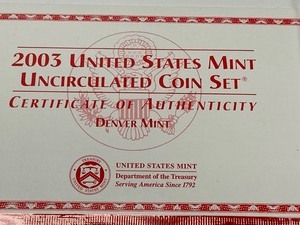 2003 UNITED STATES MINT
UNCIRCULATED COIN SET®
CERTIFICATE OF AUTHENTICITY
DENVER MINT
UNITED STATES MINT
Department of the Treasury
Serving America Since 1792